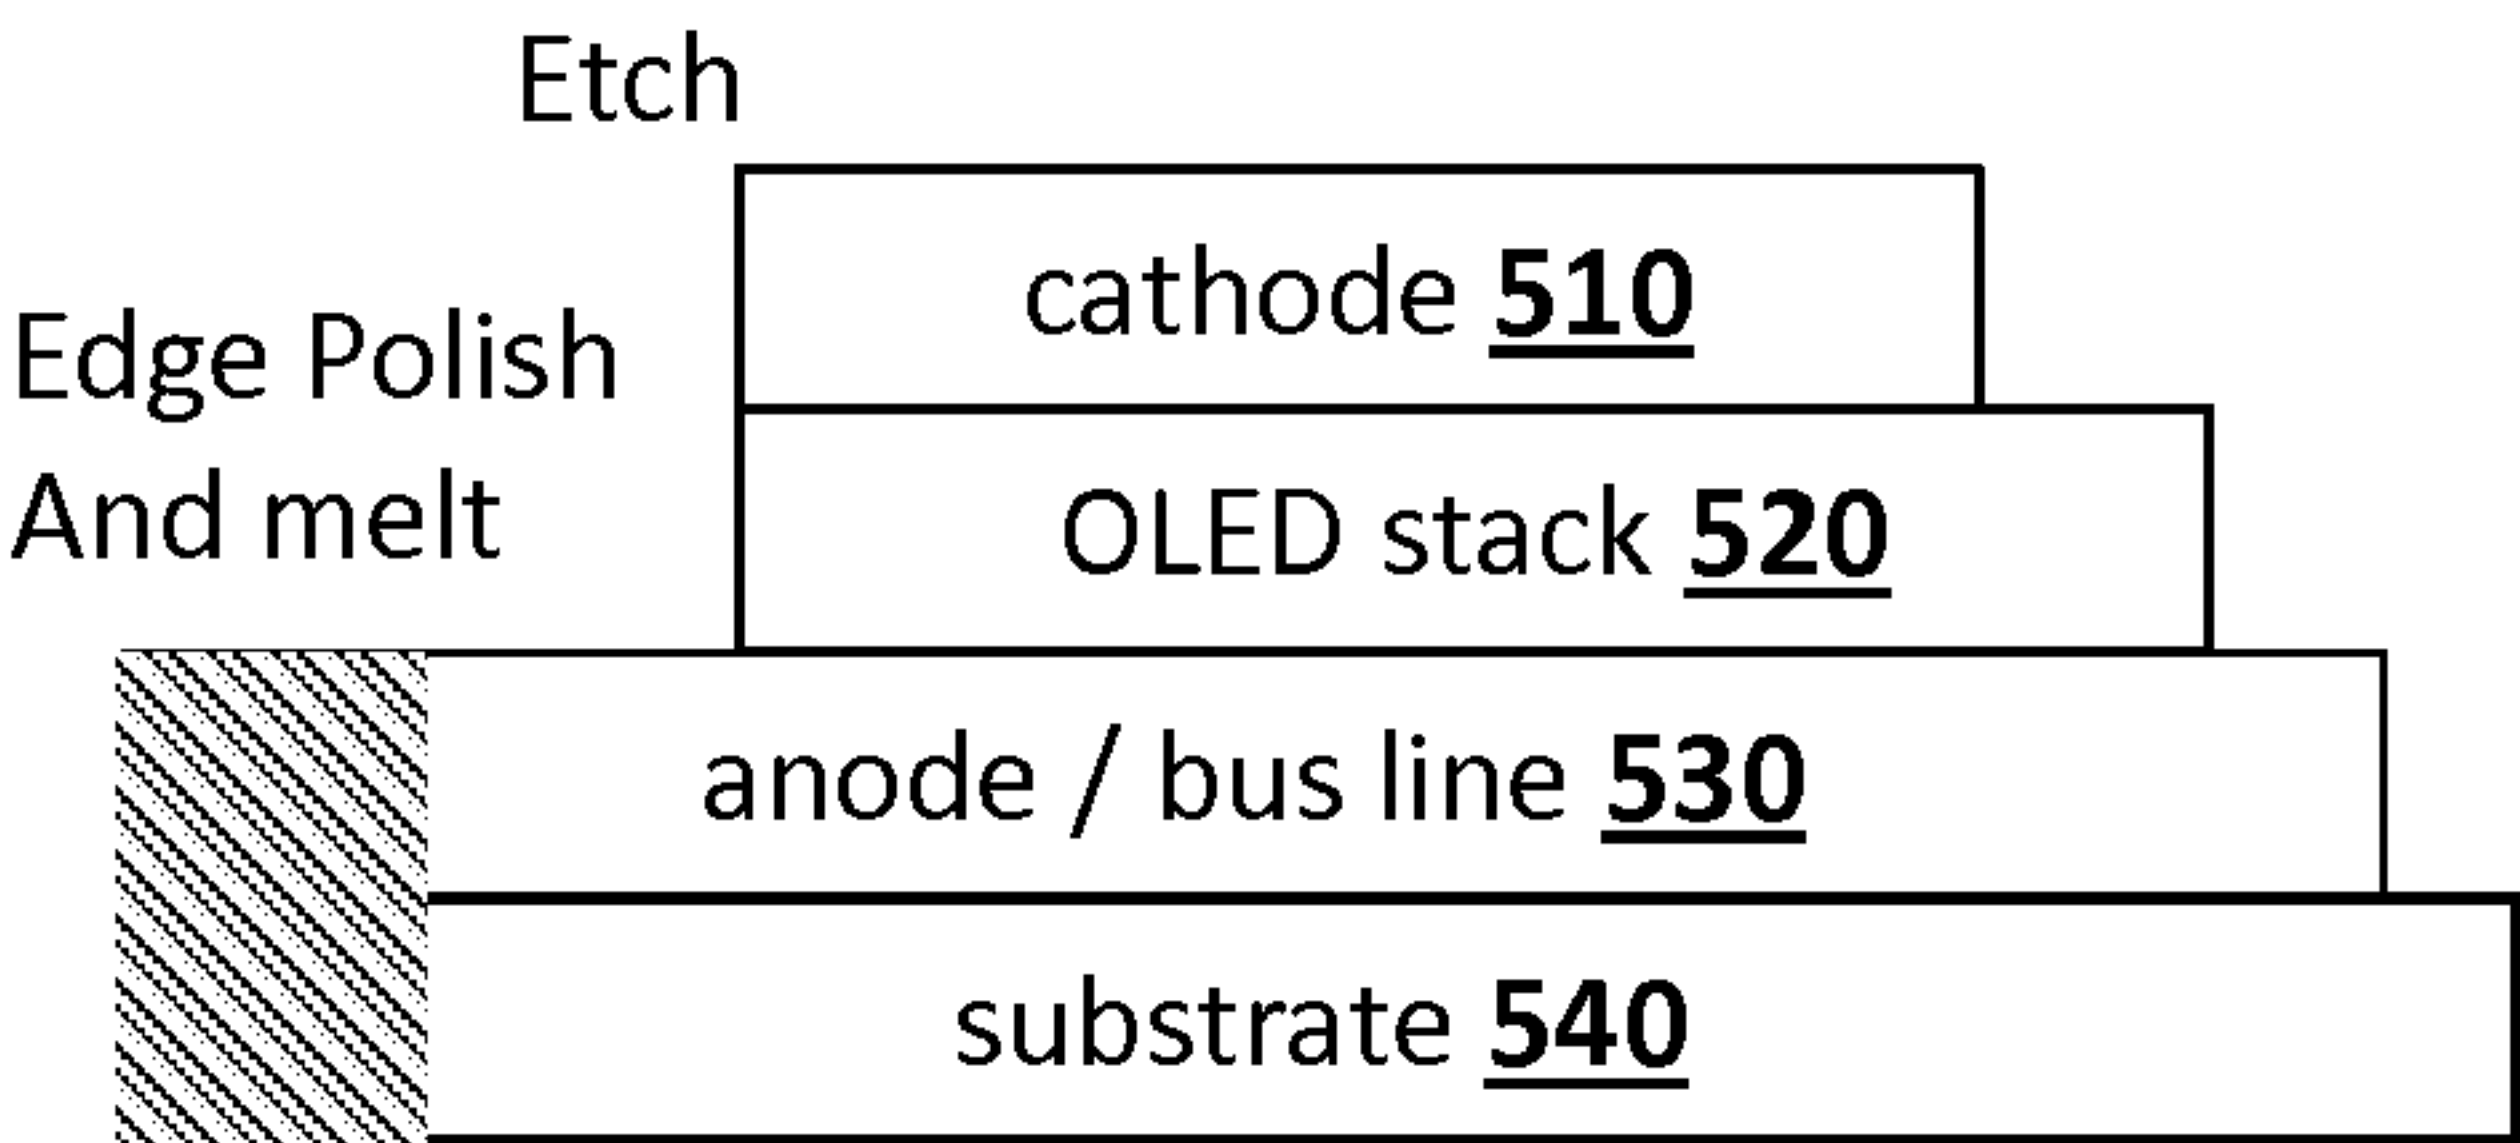 Etch
cathode 510
Edge Polish
And melt
OLED stack 520
anode / bus line 530
substrate 540